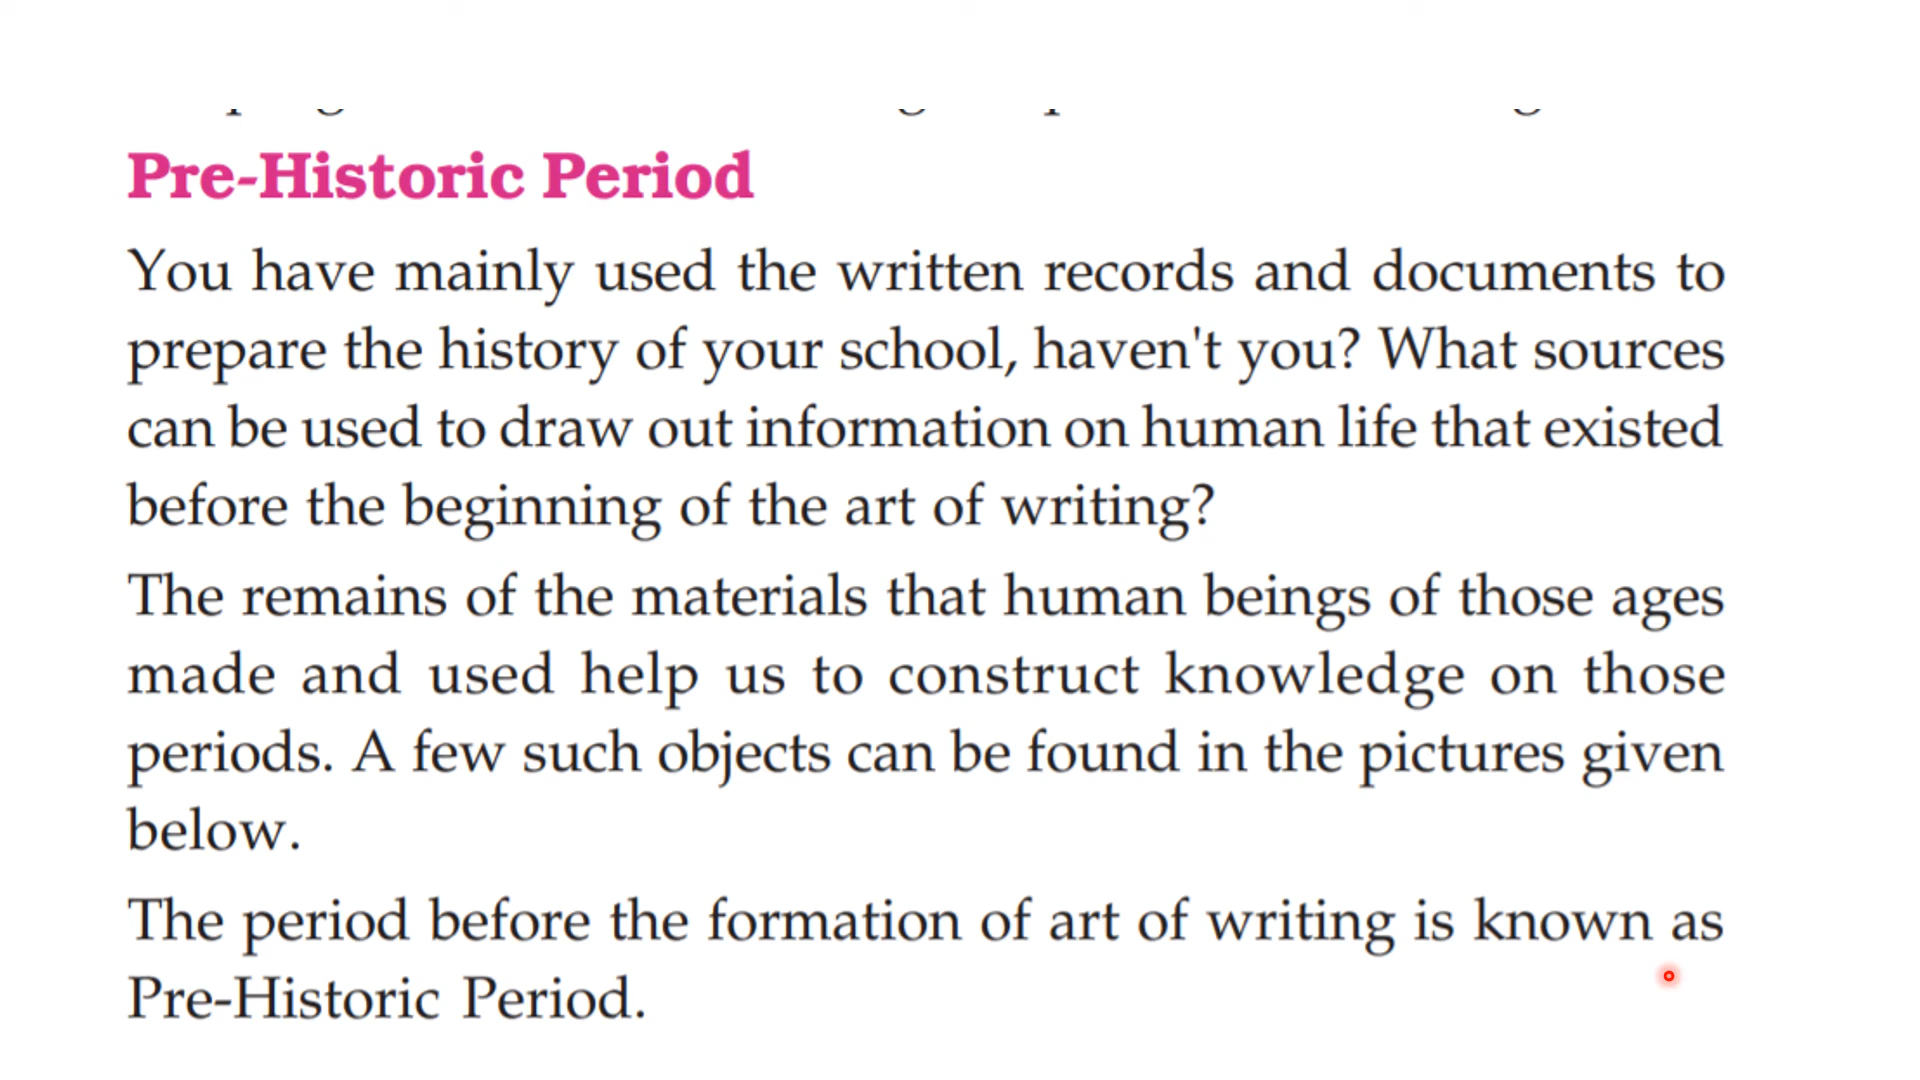 Pre-Historic Period
You have mainly used the written records and documents to
prepare the history of your school, haven't you? What sources
can be used to draw out information on human life that existed
before the beginning of the art of writing?
The remains of the materials that human beings of those ages
made and used help us to construct knowledge on those
periods. A few such objects can be found in the pictures given
below.
The period before the formation of art of writing is known as
Pre-Historic Period.